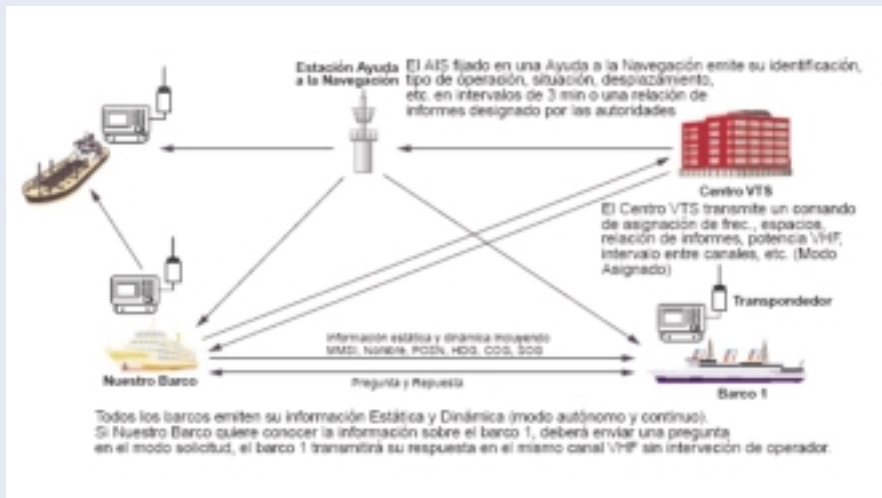 Estación Ayuda
a la Navegación
El AIS fijado en una Ayuda a la Navegación emite su identificación,
tipo de operación, situación, desplazamiento,
etc. en intervalos de 3 min o una relación de
informes designado por las autoridades
Centro VTS
El Centro VTS transmite un comando
de asignación de frec., espacios,
relación de informes, potencia VHF,
intervalo entre canales, etc. (Modo
Asignado)
Transpondedor
Información estática y dinámica incluyendo
MMSI, Nombre, POSN, HDG, COG, SOG
Nuestro Barco
Pregunta y Repuesta
Barco 1
Todos los barcos emiten su información Estática y Dinámica (modo autónomo y continuo).
Si Nuestro Barco quiere conocer la información sobre el barco 1, deberá enviar una pregunta
en el modo solicitud, el barco 1 transmitirá su respuesta en el mismo canal VHF sin interveción de operador.